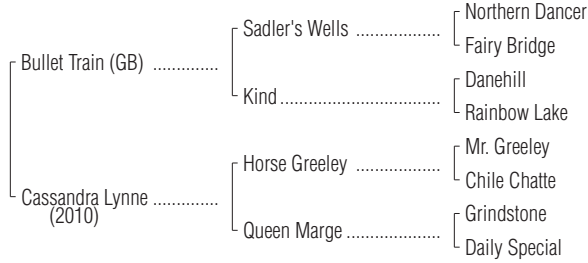 Northern Dancer
Sadler's Wells ..................
Fairy Bridge
Bullet Train (GB) ..............
Danehill
Kind ...................................
Rainbow Lake
Mr. Greeley
Horse Greeley ..................
Chile Chatte
Cassandra Lynne ..............
(2010)
Grindstone
Queen Marge ....................
Daily Special